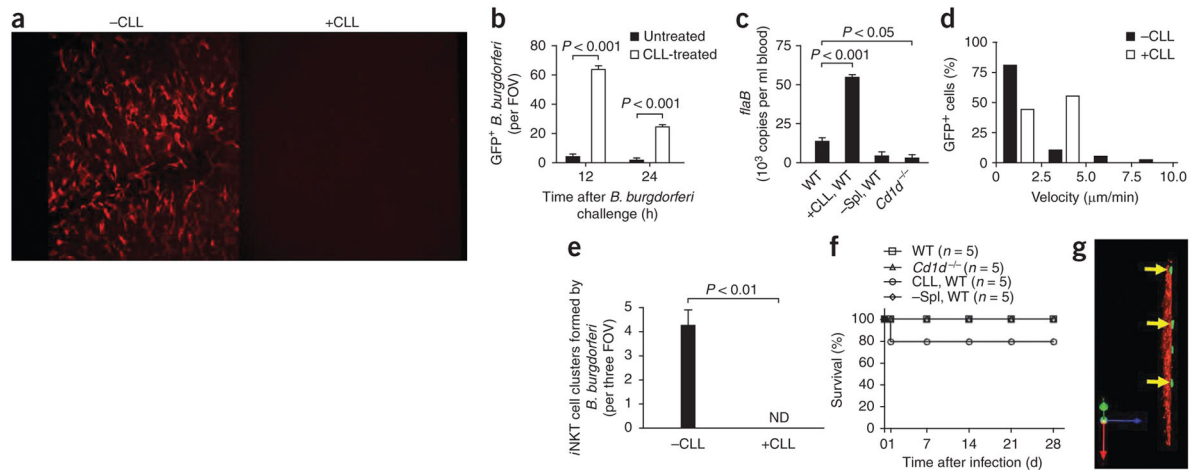 a
−CLL
+CLL
b
Untreated
CLL-treated
P < 0.001
P < 0.001
80
60
40
20
0
12
24
GFP+ B. burgdorferi
(per FOV)
Time after B. burgdorferi
challenge (h)
c
P < 0.05
P < 0.001
100
75
50
25
0
flaB
(10³ copies per ml blood)
WT
+CLL, WT
−Spl, WT
Cd1d−/−
d
−CLL
+CLL
100
75
50
25
0
GFP+ cells (%)
0
2.5
5.0
7.5
10.0
Velocity (μm/min)
e
P < 0.01
5
4
3
2
1
0
iNKT cell clusters formed by
B. burgdorferi
(per three FOV)
ND
−CLL
+CLL
f
WT (n = 5)
Cd1d−/− (n = 5)
CLL, WT (n = 5)
−Spl, WT (n = 5)
100
80
60
40
20
0
Survival (%)
0 1 7 14 21 28
Time after infection (d)
g